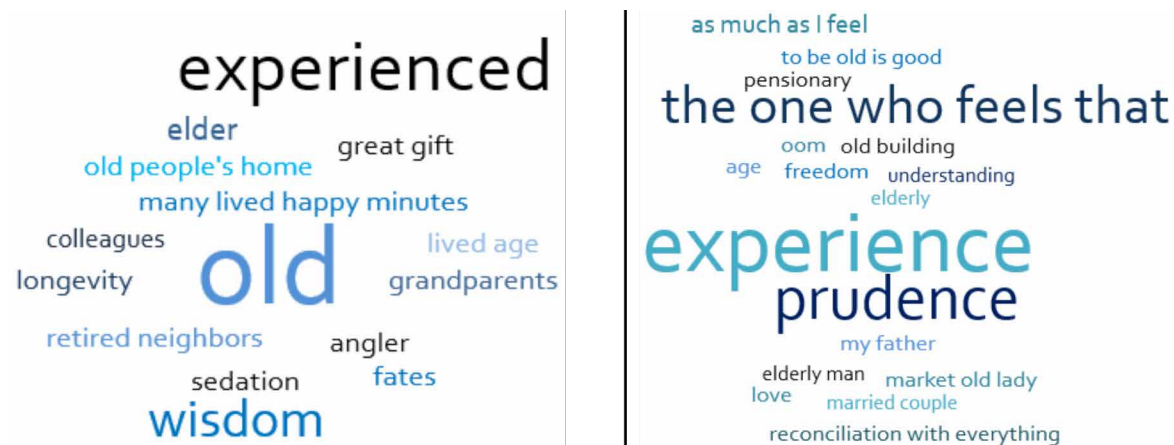 experienced
elder
great gift
old people's home
many lived happy minutes
colleagues
lived age
old
longevity
grandparents
retired neighbors
angler
sedation
fates
wisdom
as much as I feel
to be old is good
pensionary
the one who feels that
oom
old building
age
freedom
understanding
elderly
experience
prudence
my father
elderly man
market old lady
love
married couple
reconciliation with everything